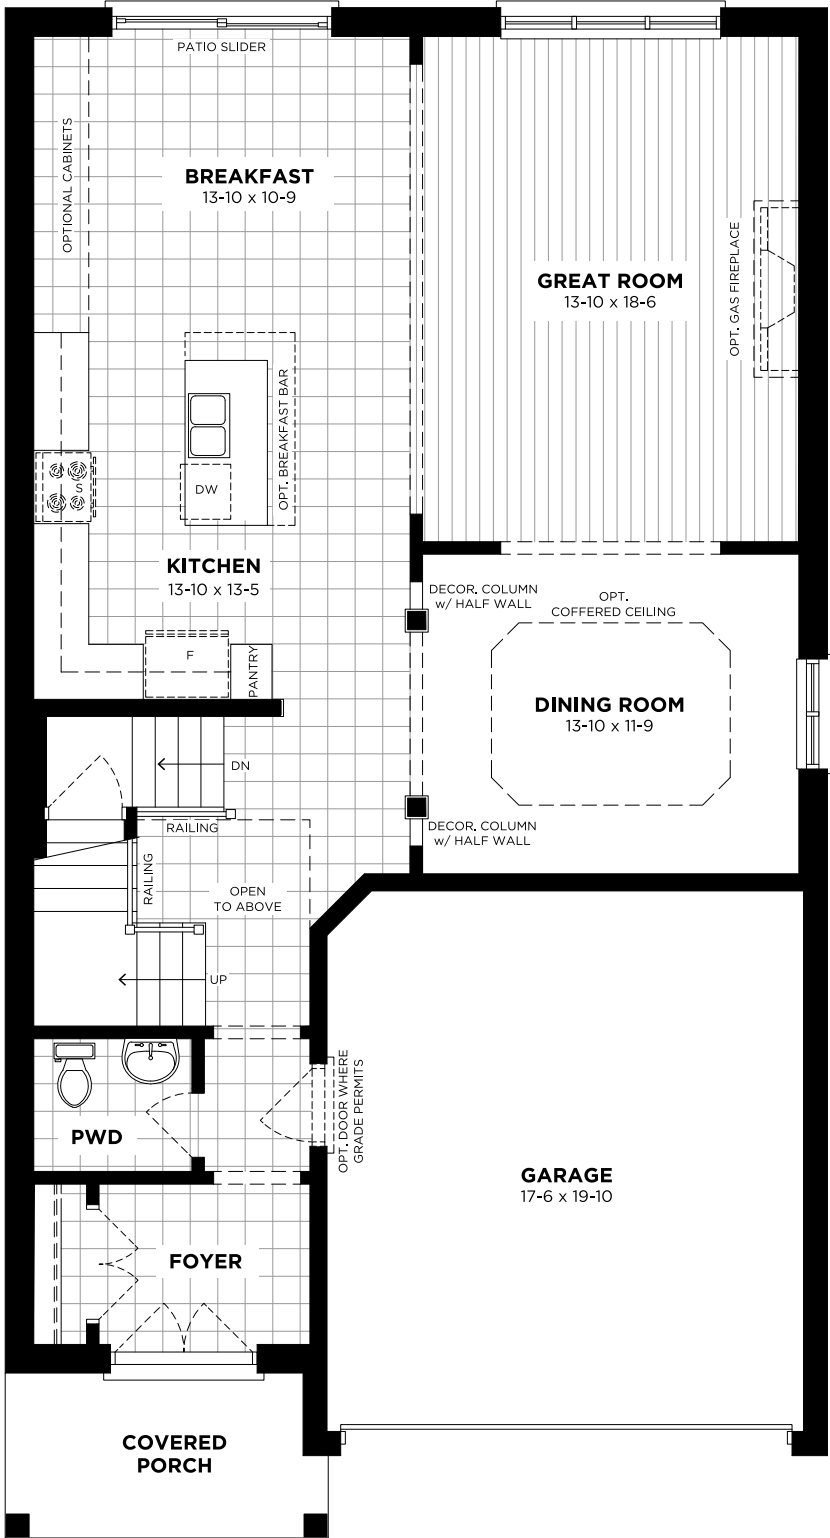 PATIO SLIDER
OPTIONAL CABINETS
BREAKFAST
13-10 x 10-9
GREAT ROOM
13-10 x 18-6
OPT. GAS FIREPLACE
OPT. BREAKFAST BAR
S
DW
KITCHEN
13-10 x 13-5
F
PANTRY
DECOR. COLUMN
w/ HALF WALL
OPT.
COFFERED CEILING
DINING ROOM
13-10 x 11-9
DN
RAILING
RAILING
DECOR. COLUMN
w/ HALF WALL
OPEN
TO ABOVE
UP
PWD
OPT. DOOR WHERE
GRADE PERMITS
GARAGE
17-6 x 19-10
FOYER
COVERED
PORCH